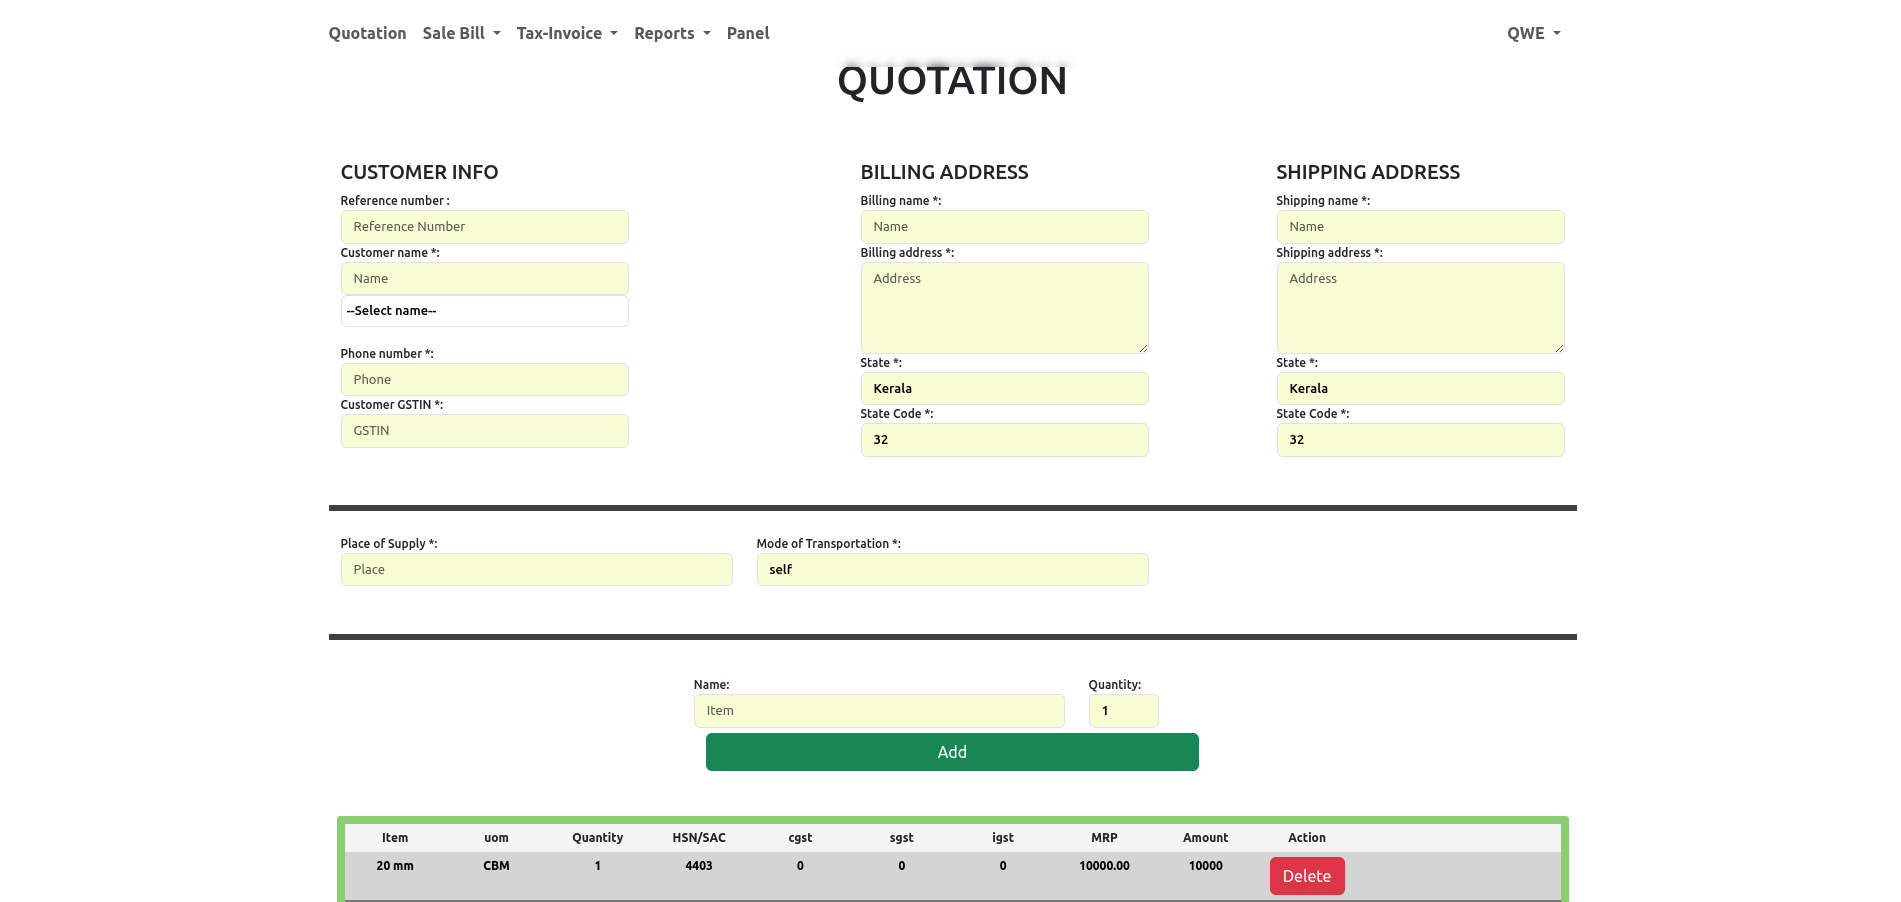 Quotation Sale Bill Tax-Invoice Reports Panel QWE
QUOTATION
CUSTOMER INFO
Reference number :
Reference Number
Customer name *:
Name
--Select name--
Phone number *:
Phone
Customer GSTIN *:
GSTIN
BILLING ADDRESS
Billing name *:
Name
Billing address *:
Address
State *:
Kerala
State Code *:
32
SHIPPING ADDRESS
Shipping name *:
Name
Shipping address *:
Address
State *:
Kerala
State Code *:
32
Place of Supply *:
Place
Mode of Transportation *:
self
Name:
Item
Quantity:
1
Add
Item uom Quantity HSN/SAC cgst sgst igst MRP Amount Action
20 mm CBM 1 4403 0 0 0 10000.00 10000 Delete